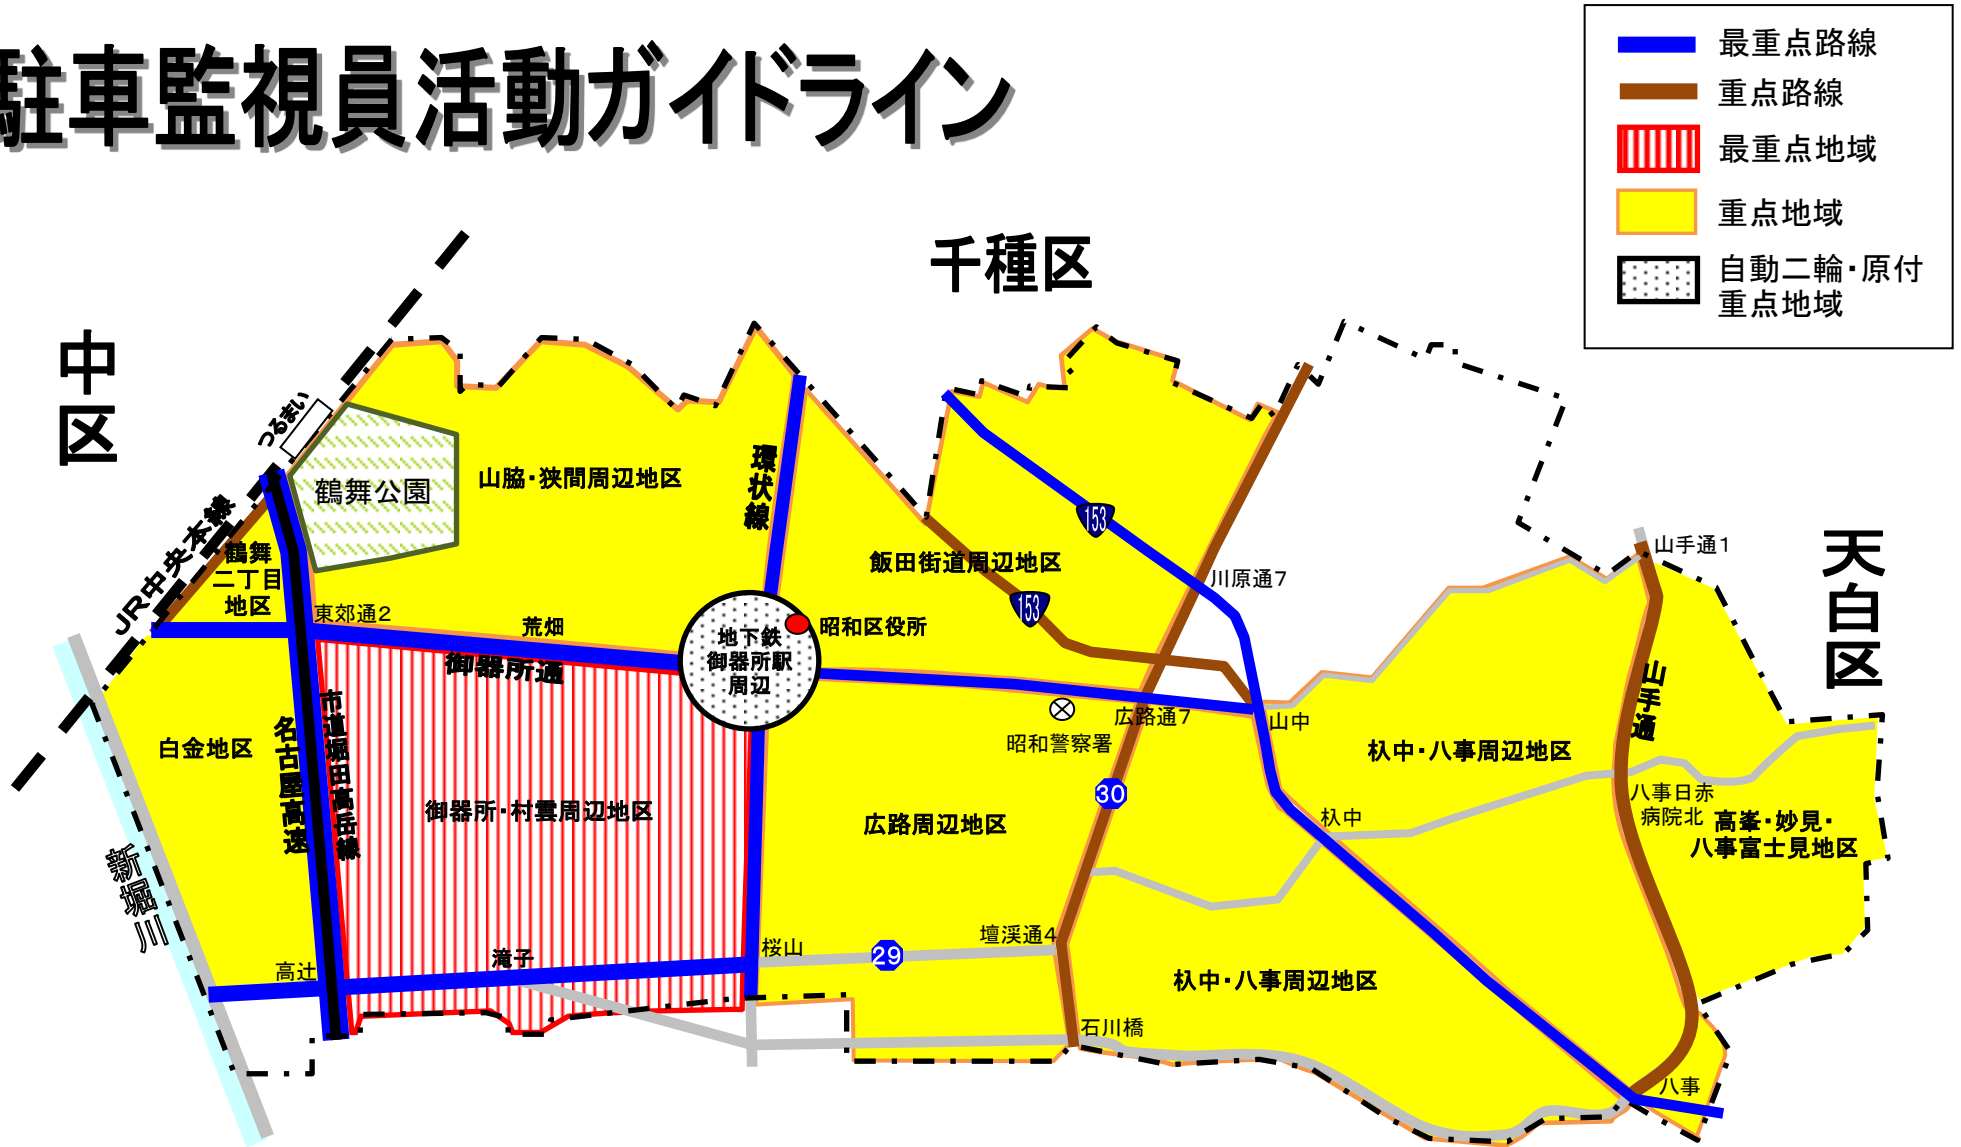 駐車監視員活動ガイドライン
最重点路線
重点路線
最重点地域
重点地域
自動二輪・原付
重点地域
千種区
中区
天白区
つるまい
JR中央本線
鶴舞公園
山脇・狭間周辺地区
環状線
153
飯田街道周辺地区
153
川原通7
山手通1
鶴舞
二丁目
地区
東郊通2
荒畑
御器所通
地下鉄
御器所駅
周辺
昭和区役所
昭和警察署
広路通7
山中
山手通
白金地区
名古屋高速
市道堀田高岳線
御器所・村雲周辺地区
広路周辺地区
30
杁中・八事周辺地区
杁中
八事日赤
病院北
高峯・妙見・
八事富士見地区
新堀川
高辻
滝子
桜山
29
壇渓通4
杁中・八事周辺地区
石川橋
八事